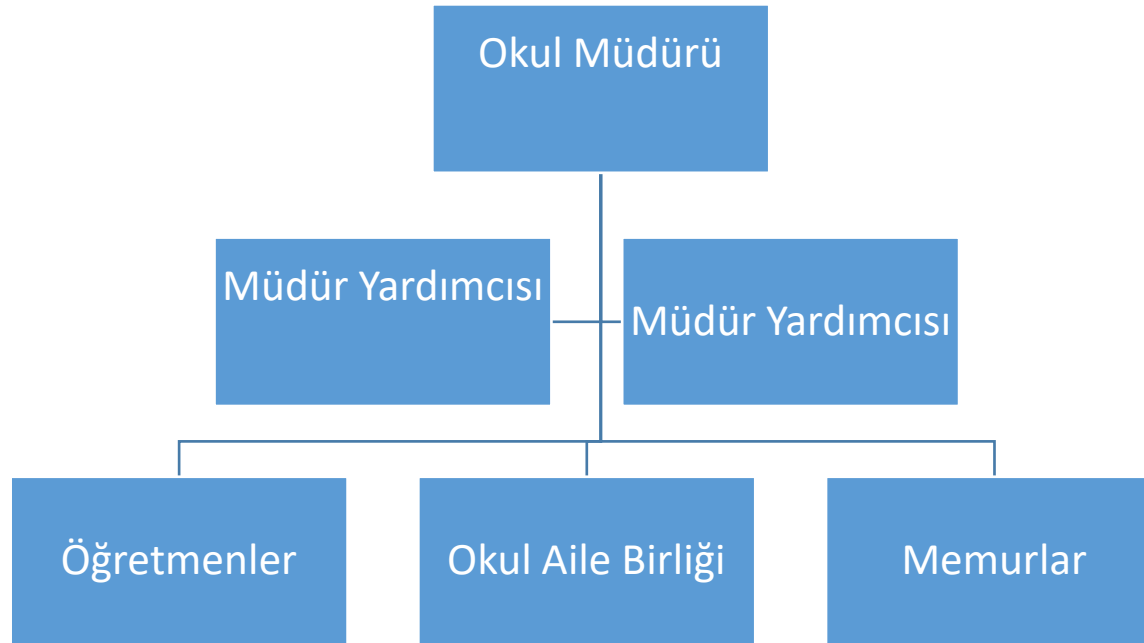 Okul Müdürü
Müdür Yardımcısı
Müdür Yardımcısı
Öğretmenler
Okul Aile Birliği
Memurlar